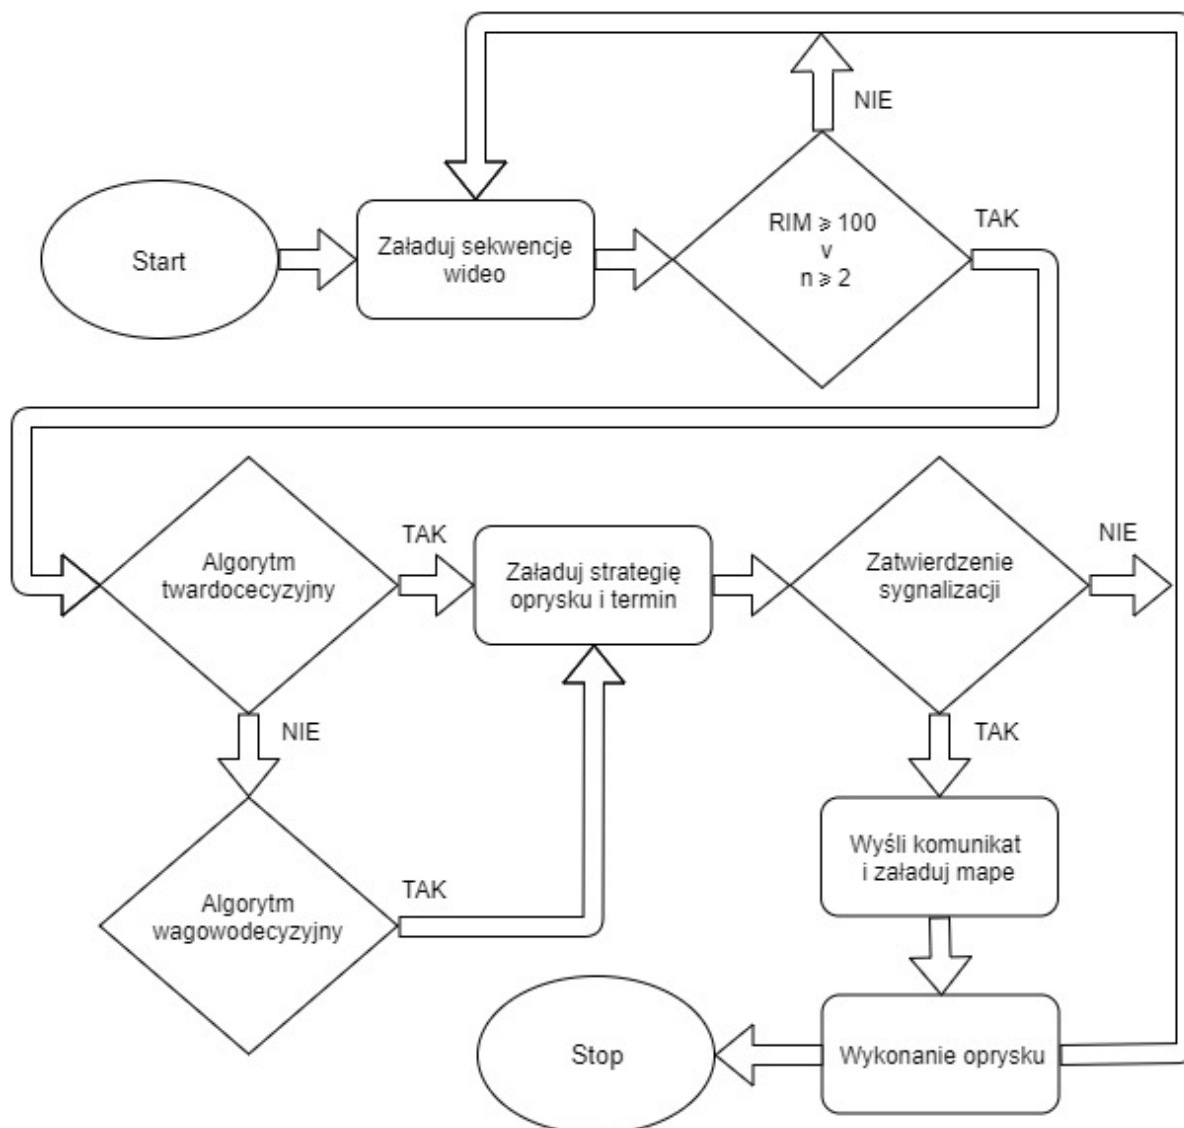 NIE
Start
Załaduj sekwencje
wideo
RIM ⩾ 100
v
n ⩾ 2
TAK
Algorytm
twardocecyzyjny
TAK
Załaduj strategię
oprysku i termin
Zatwierdzenie
sygnalizacji
NIE
NIE
TAK
Algorytm
wagowodecyzyjny
TAK
Wyśli komunikat
i załaduj mape
Stop
Wykonanie oprysku